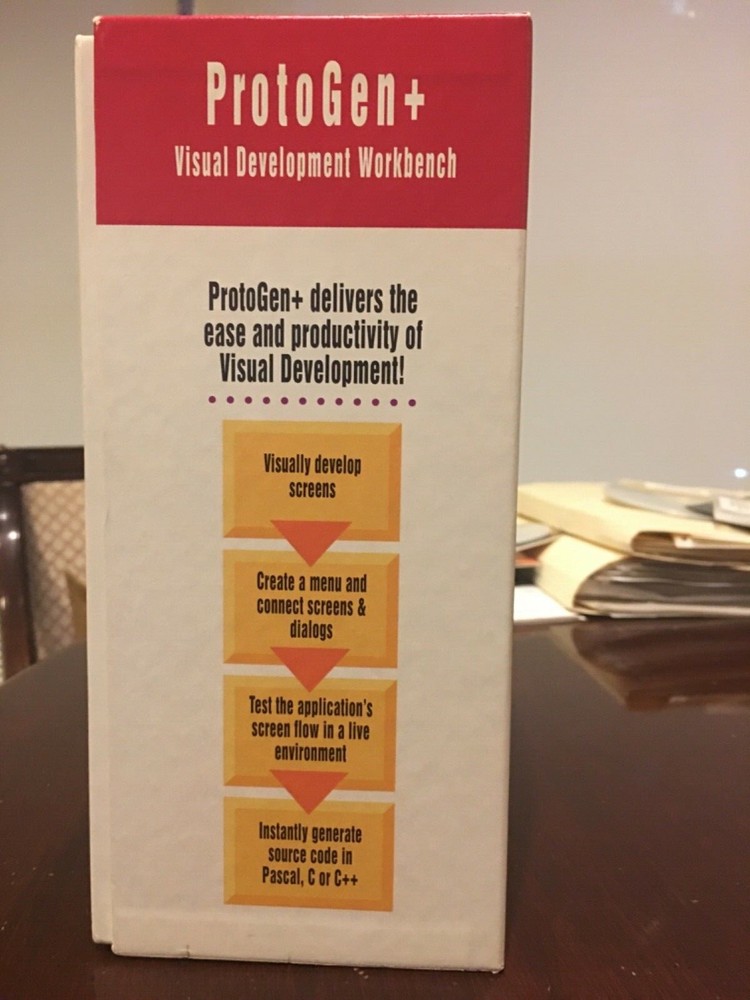 ProtoGen+
Visual Development Workbench
ProtoGen+ delivers the
ease and productivity of
Visual Development!
Visually develop
screens
Create a menu and
connect screens &
dialogs
Test the application's
screen flow in a live
environment
Instantly generate
source code in
Pascal, C or C++